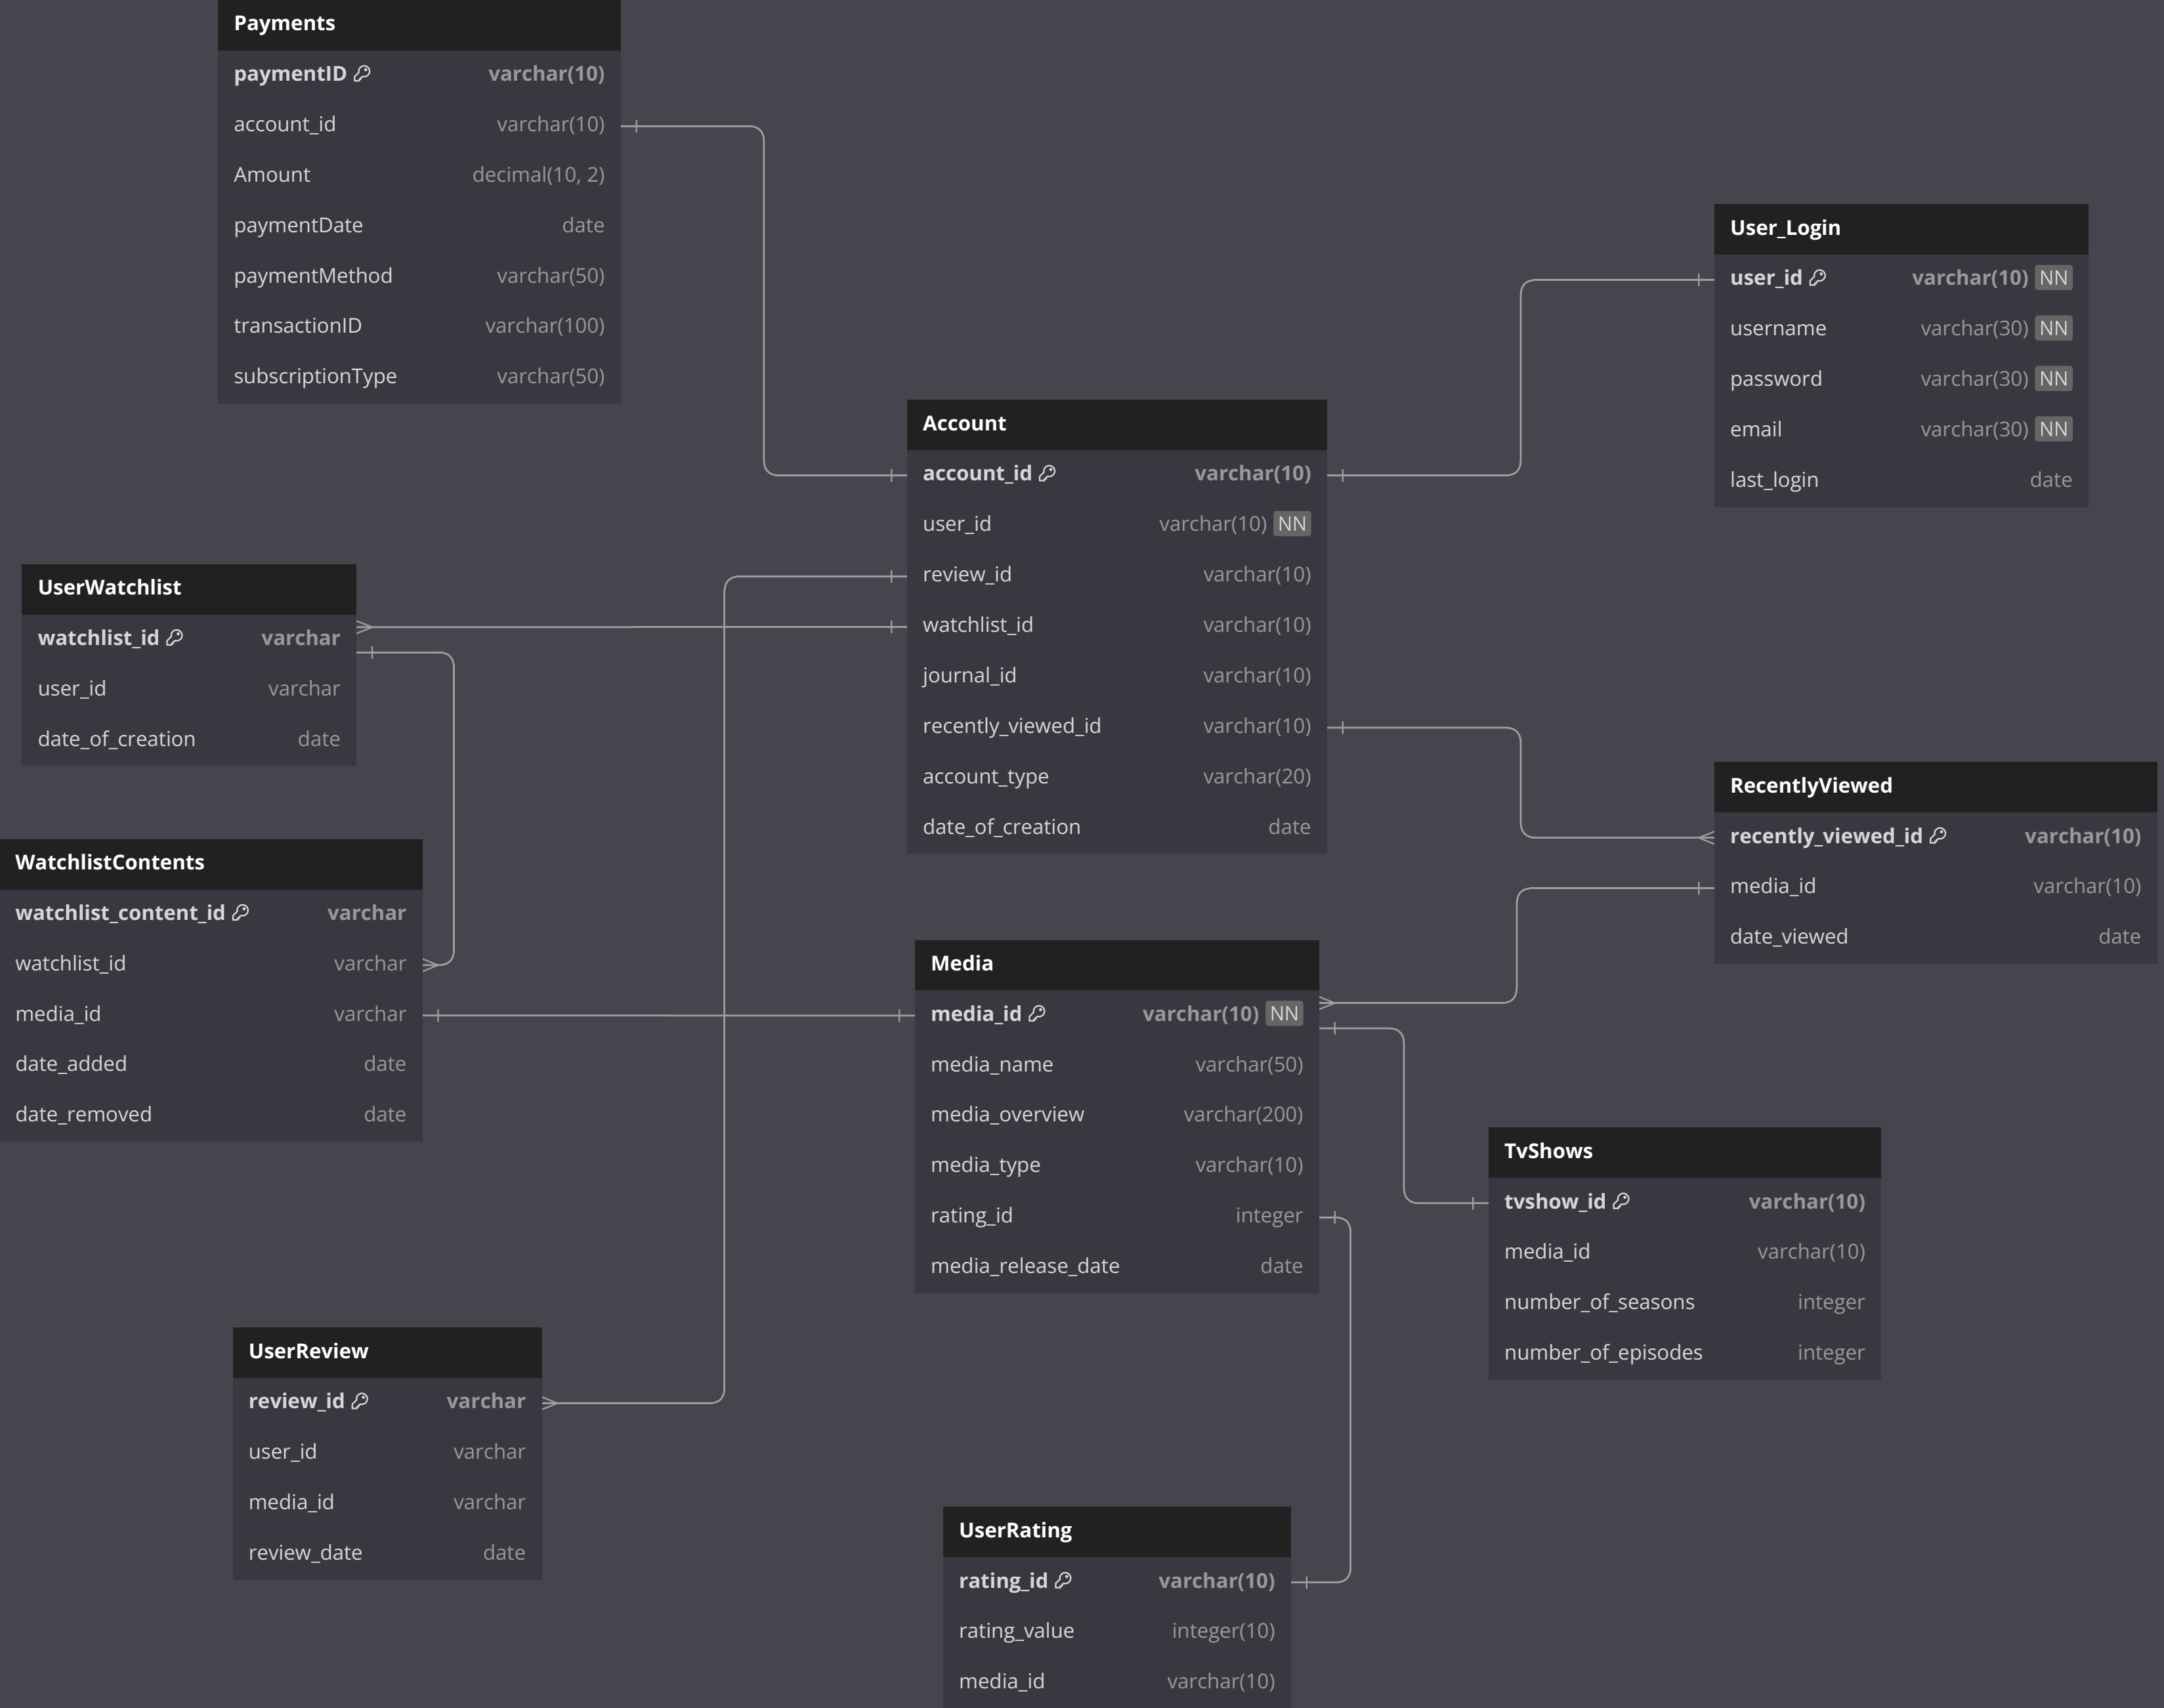 Payments
paymentID varchar(10)
account_id varchar(10)
Amount decimal(10, 2)
paymentDate date
paymentMethod varchar(50)
transactionID varchar(100)
subscriptionType varchar(50)
User_Login
user_id varchar(10) NN
username varchar(30) NN
password varchar(30) NN
email varchar(30) NN
last_login date
Account
account_id varchar(10)
user_id varchar(10) NN
review_id varchar(10)
watchlist_id varchar(10)
journal_id varchar(10)
recently_viewed_id varchar(10)
account_type varchar(20)
date_of_creation date
UserWatchlist
watchlist_id varchar
user_id varchar
date_of_creation date
RecentlyViewed
recently_viewed_id varchar(10)
media_id varchar(10)
date_viewed date
WatchlistContents
watchlist_content_id varchar
watchlist_id varchar
media_id varchar
date_added date
date_removed date
Media
media_id varchar(10) NN
media_name varchar(50)
media_overview varchar(200)
media_type varchar(10)
rating_id integer
media_release_date date
TvShows
tvshow_id varchar(10)
media_id varchar(10)
number_of_seasons integer
number_of_episodes integer
UserReview
review_id varchar
user_id varchar
media_id varchar
review_date date
UserRating
rating_id varchar(10)
rating_value integer(10)
media_id varchar(10)